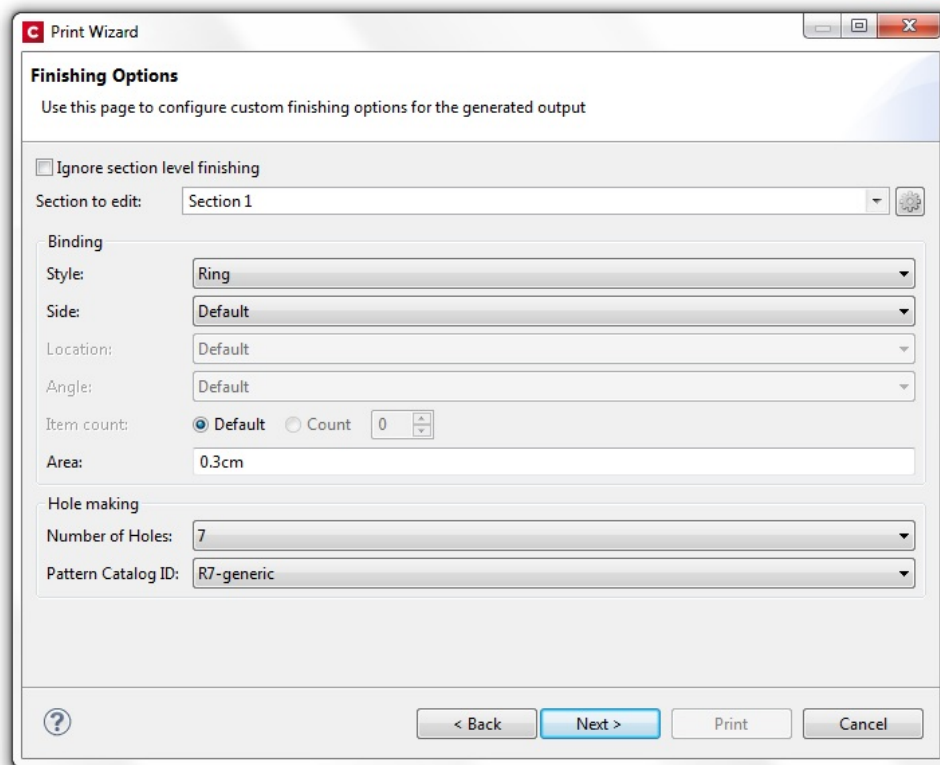 C Print Wizard
Finishing Options
Use this page to configure custom finishing options for the generated output
Ignore section level finishing
Section to edit: Section 1
Binding
Style: Ring
Side: Default
Location: Default
Angle: Default
Item count: Default Count 0
Area: 0.3cm
Hole making
Number of Holes: 7
Pattern Catalog ID: R7-generic
? < Back Next > Print Cancel